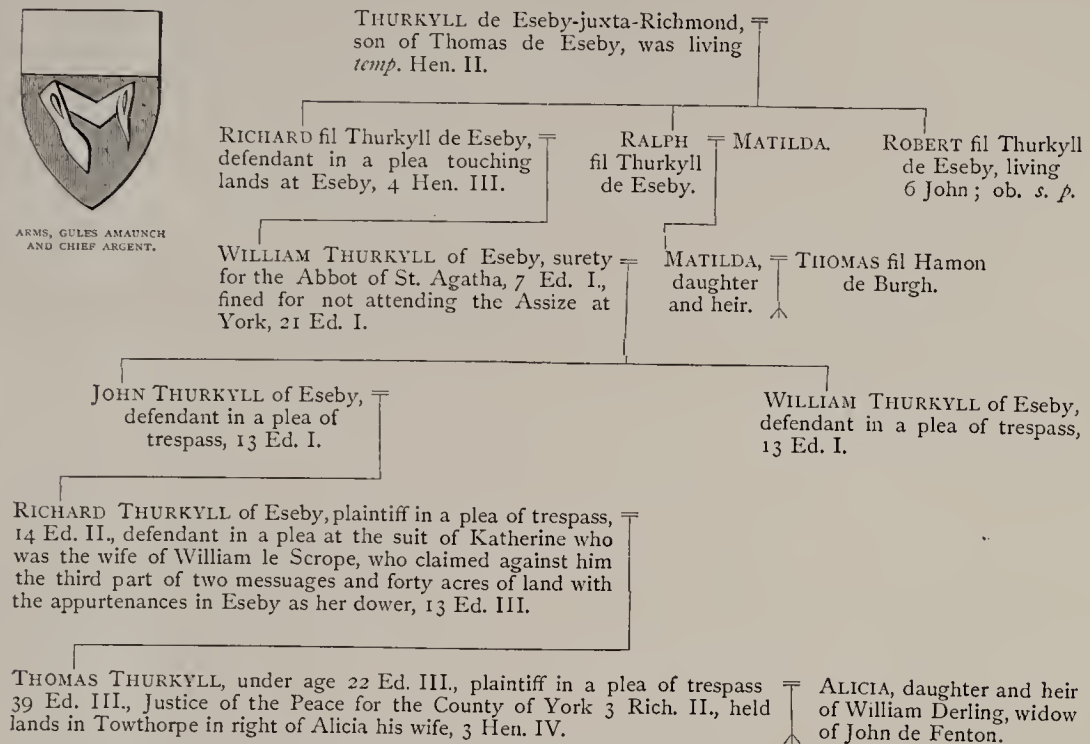 THURKYLL de Eseby-juxta-Richmond,
son of Thomas de Eseby, was living
temp. Hen. II.
RICHARD fil Thurkyll de Eseby,
defendant in a plea touching
lands at Eseby, 4 Hen. III.
RALPH
fil Thurkyll
de Eseby.
MATILDA.
ROBERT fil Thurkyll
de Eseby, living
6 John; ob. s. p.
ARMS, GULES AMAUNCH
AND CHIEF ARGENT.
WILLIAM THURKYLL of Eseby, surety
for the Abbot of St. Agatha, 7 Ed. I.,
fined for not attending the Assize at
York, 21 Ed. I.
MATILDA,
daughter
and heir.
THOMAS fil Hamon
de Burgh.
JOHN THURKYLL of Eseby,
defendant in a plea of
trespass, 13 Ed. I.
WILLIAM THURKYLL of Eseby,
defendant in a plea of trespass,
13 Ed. I.
RICHARD THURKYLL of Eseby, plaintiff in a plea of trespass,
14 Ed. II., defendant in a plea at the suit of Katherine who
was the wife of William le Scrope, who claimed against him
the third part of two messuages and forty acres of land with
the appurtenances in Eseby as her dower, 13 Ed. III.
THOMAS THURKYLL, under age 22 Ed. III., plaintiff in a plea of trespass
39 Ed. III., Justice of the Peace for the County of York 3 Rich. II., held
lands in Towthorpe in right of Alicia his wife, 3 Hen. IV.
ALICIA, daughter and heir
of William Derling, widow
of John de Fenton.